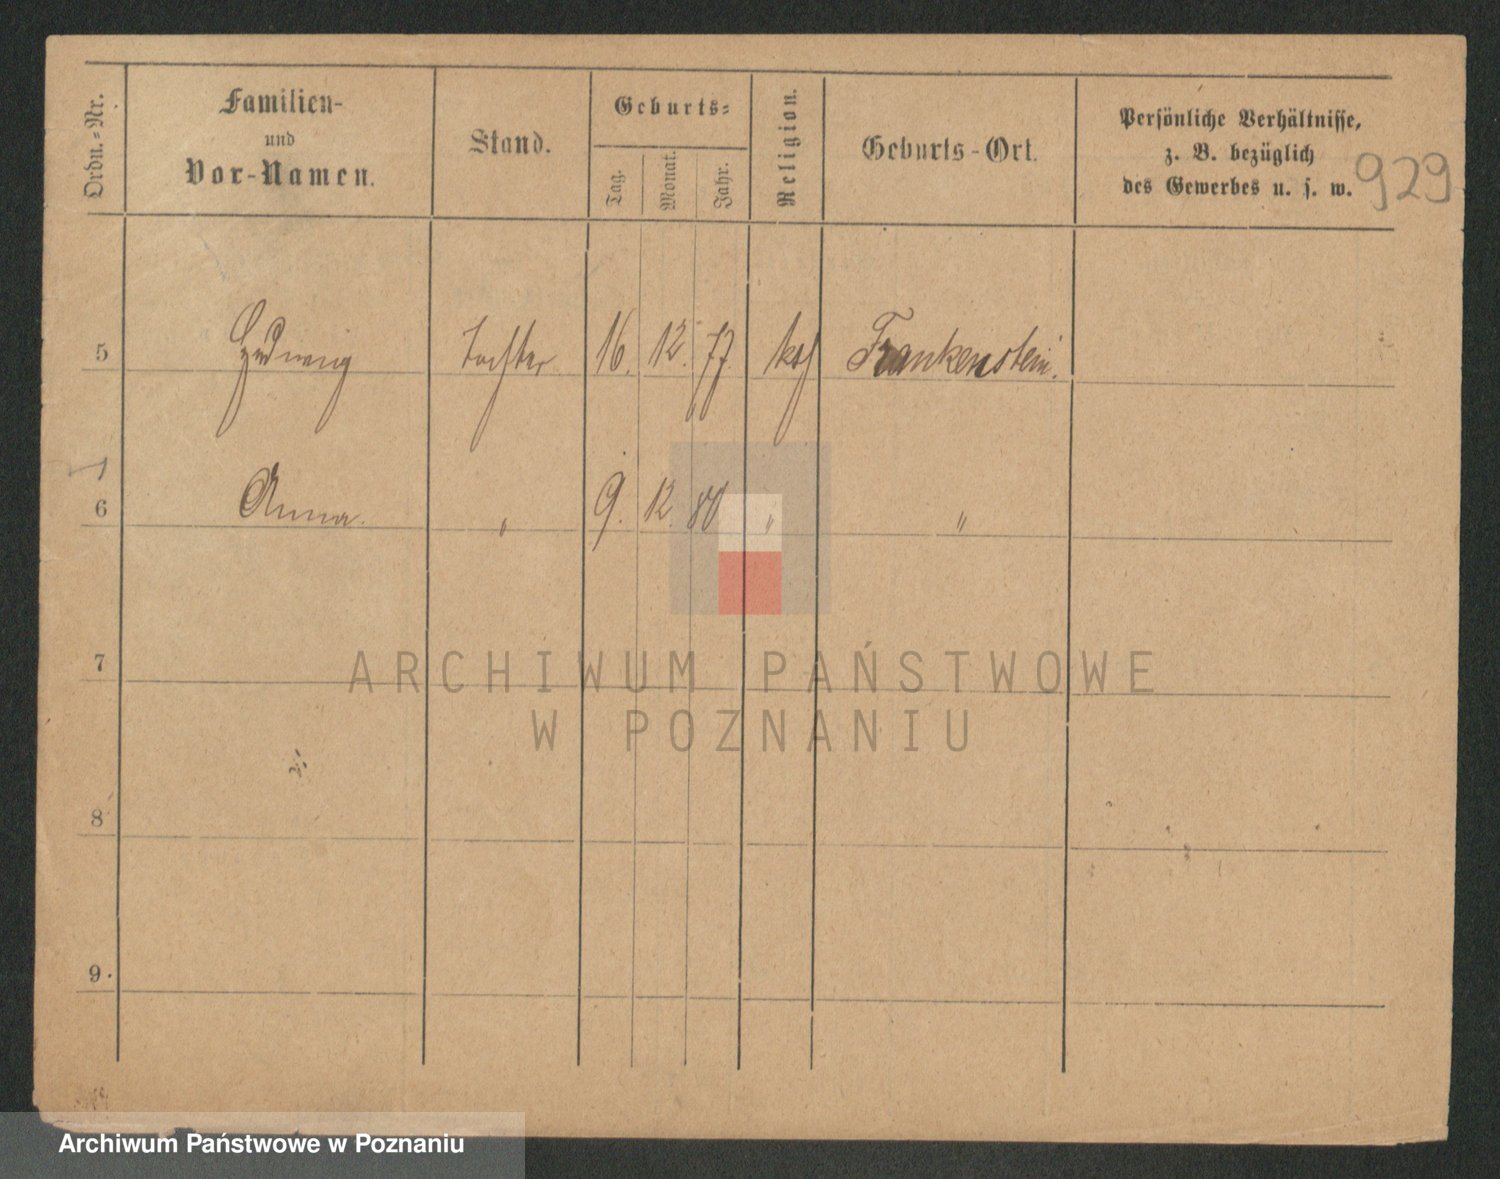 Ordn.-Nr.
Familien-
und
Vor-Namen.
Stand.
Geburts-
Tag.
Monat.
Jahr.
Religion.
Geburts-Ort.
Persönliche Verhältnisse,
z. B. bezüglich
des Gewerbes u. s. w.
929
5 Hedwig Tochter 16. 12. 77. kath Frankenstein.
6 Anna. " 9. 12. 80 " "
7
ARCHIWUM PAŃSTWOWE
W POZNANIU
8
9.
Archiwum Państwowe w Poznaniu